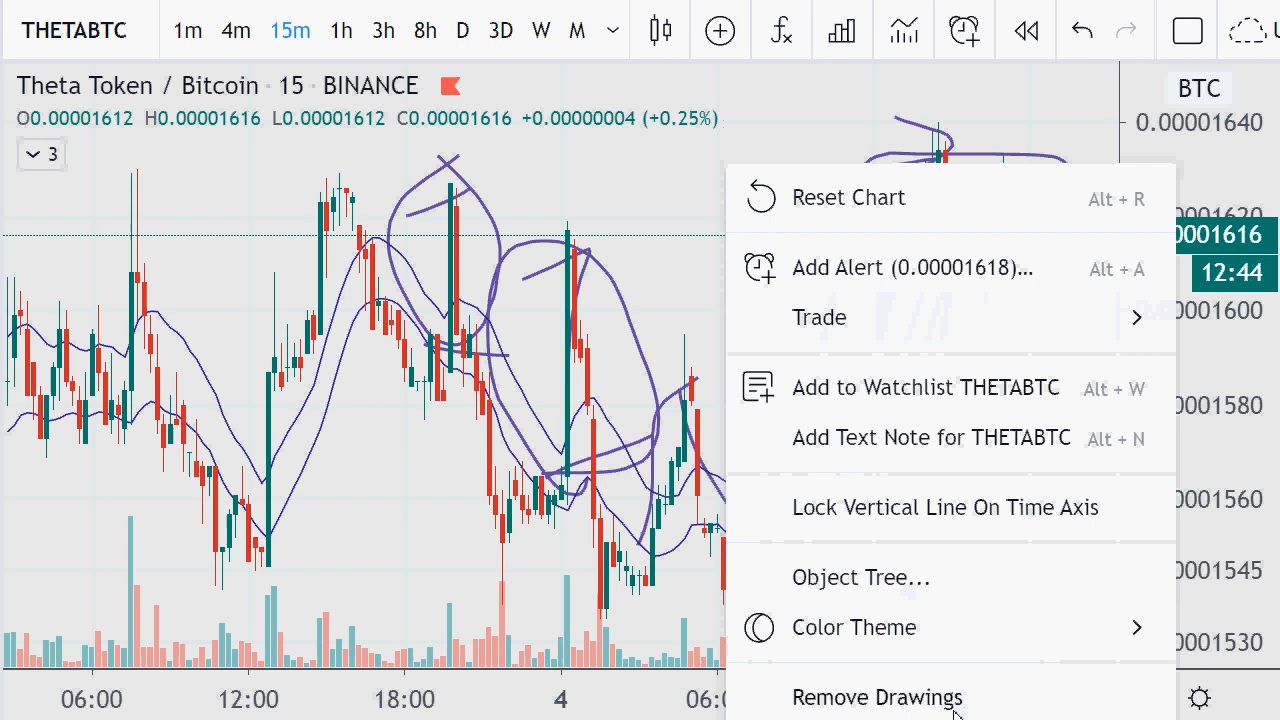 THETABTC 1m 4m 15m 1h 3h 8h D 3D W M
Theta Token / Bitcoin · 15 · BINANCE
BTC
O0.00001612 H0.00001616 L0.00001612 C0.00001616 +0.00000004 (+0.25%)
0.00001640
3
Reset Chart Alt + R
0001616
12:44
Add Alert (0.00001618)... Alt + A
Trade
0001600
Add to Watchlist THETABTC Alt + W
0001580
Add Text Note for THETABTC Alt + N
0001560
Lock Vertical Line On Time Axis
0001545
Object Tree...
Color Theme
0001530
Remove Drawings
06:00 12:00 18:00 4